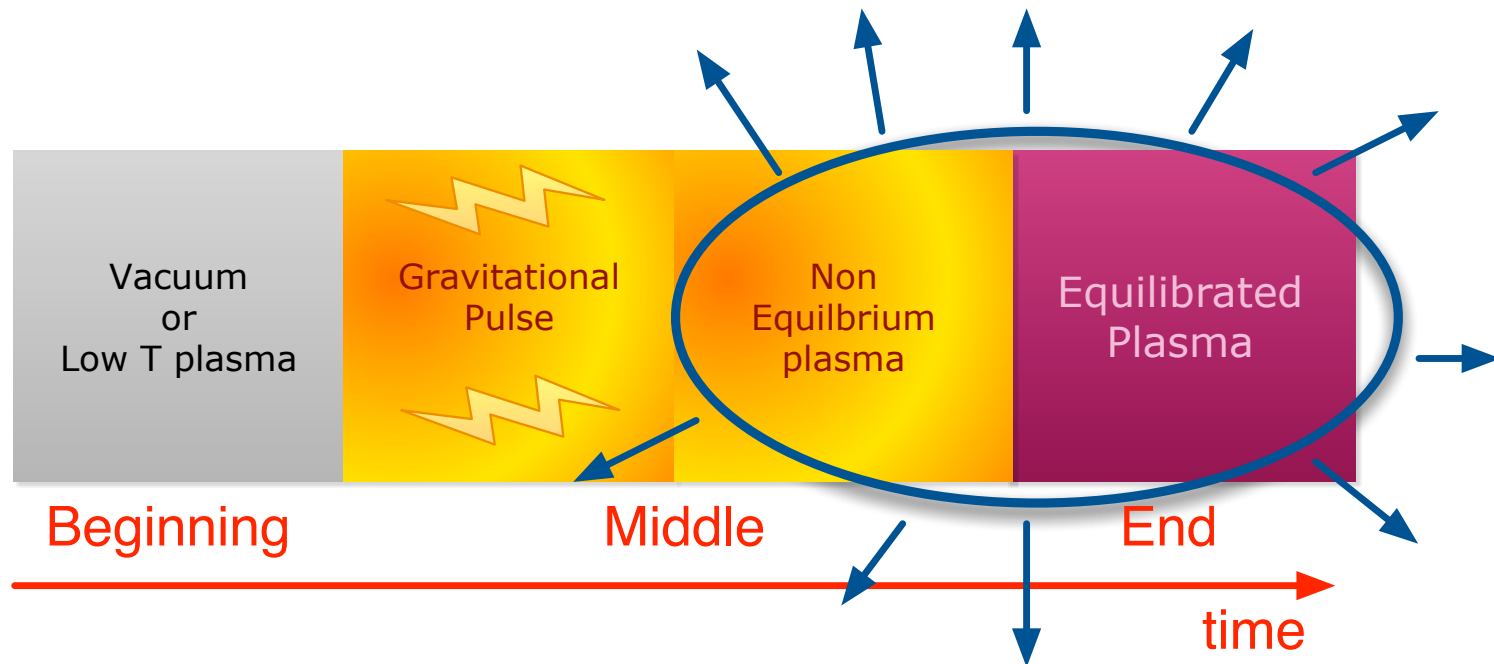 Vacuum
or
Low T plasma
Gravitational
Pulse
Non
Equilbrium
plasma
Equilibrated
Plasma
Beginning
Middle
End
time